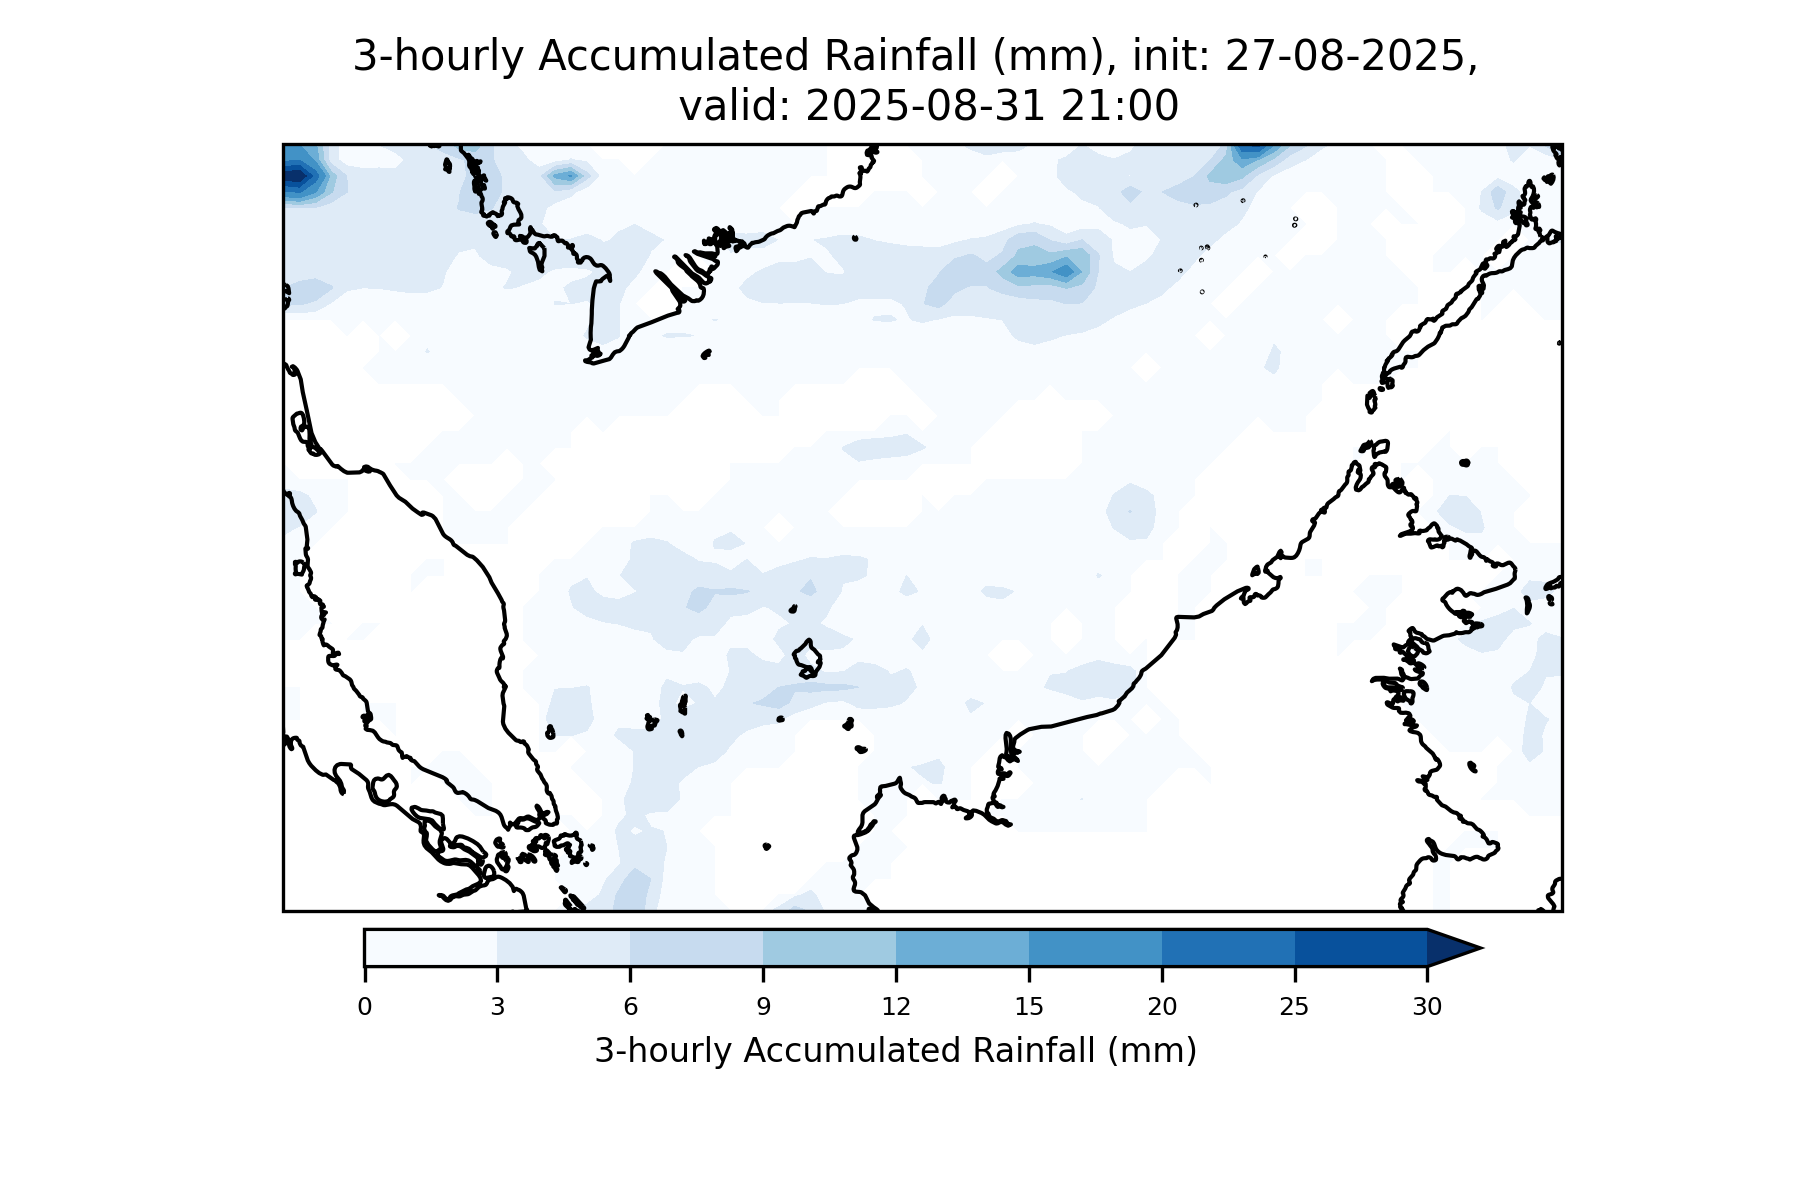 3-hourly Accumulated Rainfall (mm), init: 27-08-2025,
valid: 2025-08-31 21:00
0 3 6 9 12 15 20 25 30
3-hourly Accumulated Rainfall (mm)